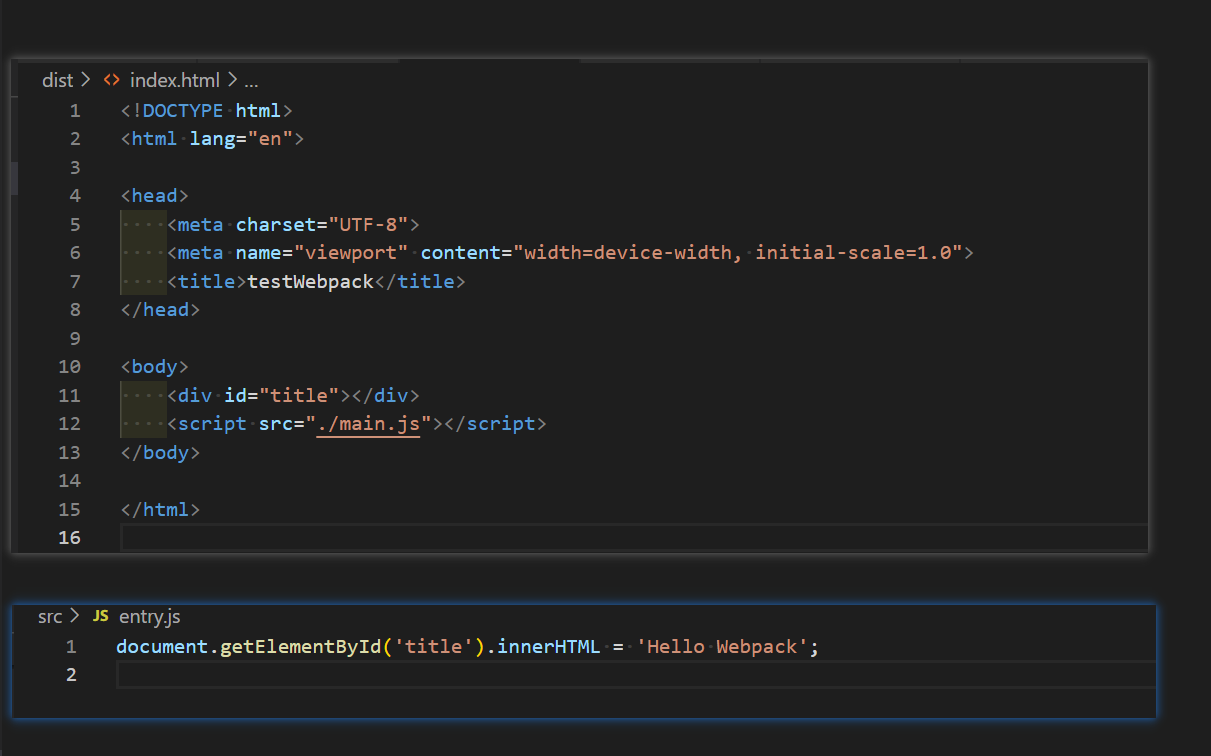 dist > <> index.html > ...
1 <!DOCTYPE html>
2 <html lang="en">
3
4 <head>
5     <meta charset="UTF-8">
6     <meta name="viewport" content="width=device-width, initial-scale=1.0">
7     <title>testWebpack</title>
8 </head>
9
10 <body>
11     <div id="title"></div>
12     <script src="./main.js"></script>
13 </body>
14
15 </html>
16
src > JS entry.js
1 document.getElementById('title').innerHTML = 'Hello Webpack';
2